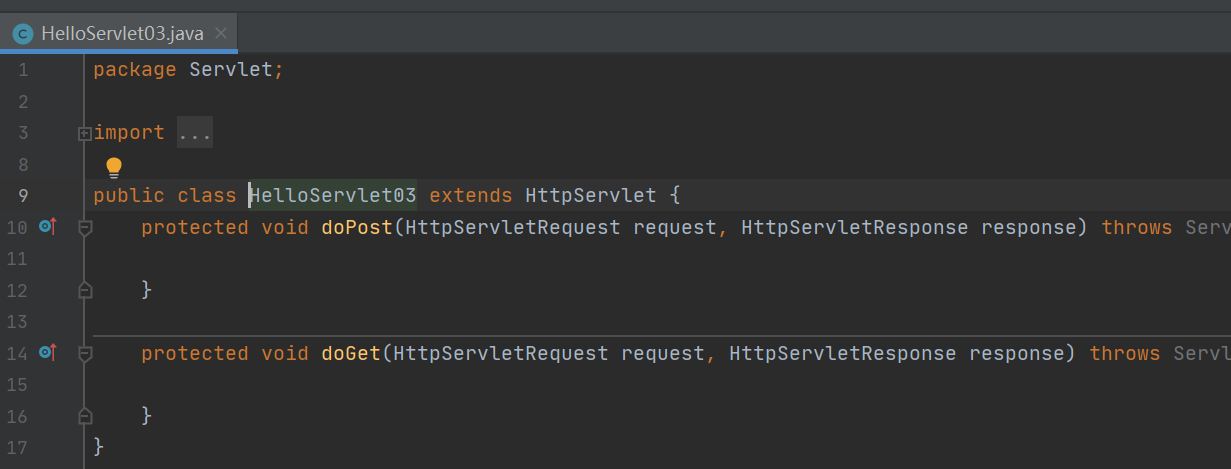 HelloServlet03.java
1 package Servlet;
2
3 import ...
8
9 public class HelloServlet03 extends HttpServlet {
10 protected void doPost(HttpServletRequest request, HttpServletResponse response) throws Serv
11
12 }
13
14 protected void doGet(HttpServletRequest request, HttpServletResponse response) throws Servl
15
16 }
17 }